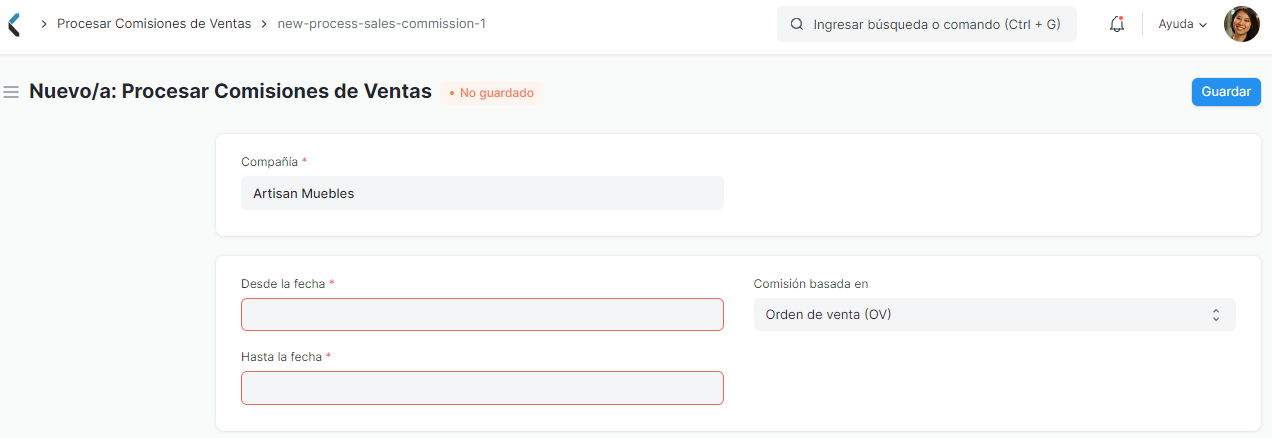 Procesar Comisiones de Ventas
new-process-sales-commission-1
Ingresar búsqueda o comando (Ctrl + G)
Ayuda
Nuevo/a: Procesar Comisiones de Ventas
• No guardado
Guardar
Compañía *
Artisan Muebles
Desde la fecha *
Comisión basada en
Orden de venta (OV)
Hasta la fecha *